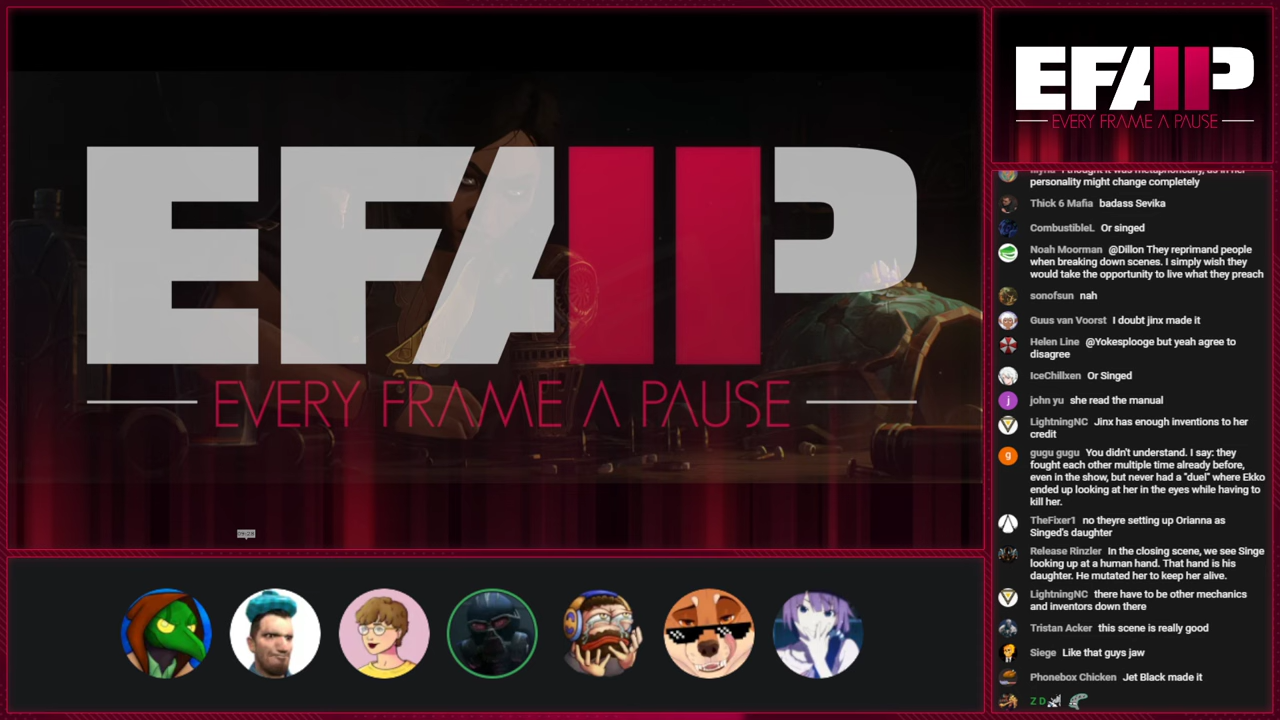 EFAP
EVERY FRAME A PAUSE
EFAP
EVERY FRAME A PAUSE
I thought it was metaphorically, as in her
personality might change completely
Thick 6 Mafia badass Sevika
CombustibleL Or singed
Noah Moorman @Dillon They reprimand people
when breaking down scenes. I simply wish they
would take the opportunity to live what they preach
sonofsun nah
Guus van Voorst I doubt jinx made it
Helen Line @Yokesplooge but yeah agree to
disagree
IceChillxen Or Singed
john yu she read the manual
LightningNC Jinx has enough inventions to her
credit
gugu gugu You didn't understand. I say: they
fought each other multiple time already before,
even in the show, but never had a "duel" where Ekko
ended up looking at her in the eyes while having to
kill her.
TheFixer1 no theyre setting up Orianna as
Singed's daughter
Release Rinzler In the closing scene, we see Singe
looking up at a human hand. That hand is his
daughter. He mutated her to keep her alive.
LightningNC there have to be other mechanics
and inventors down there
Tristan Acker this scene is really good
Siege Like that guys jaw
Phonebox Chicken Jet Black made it
Z D